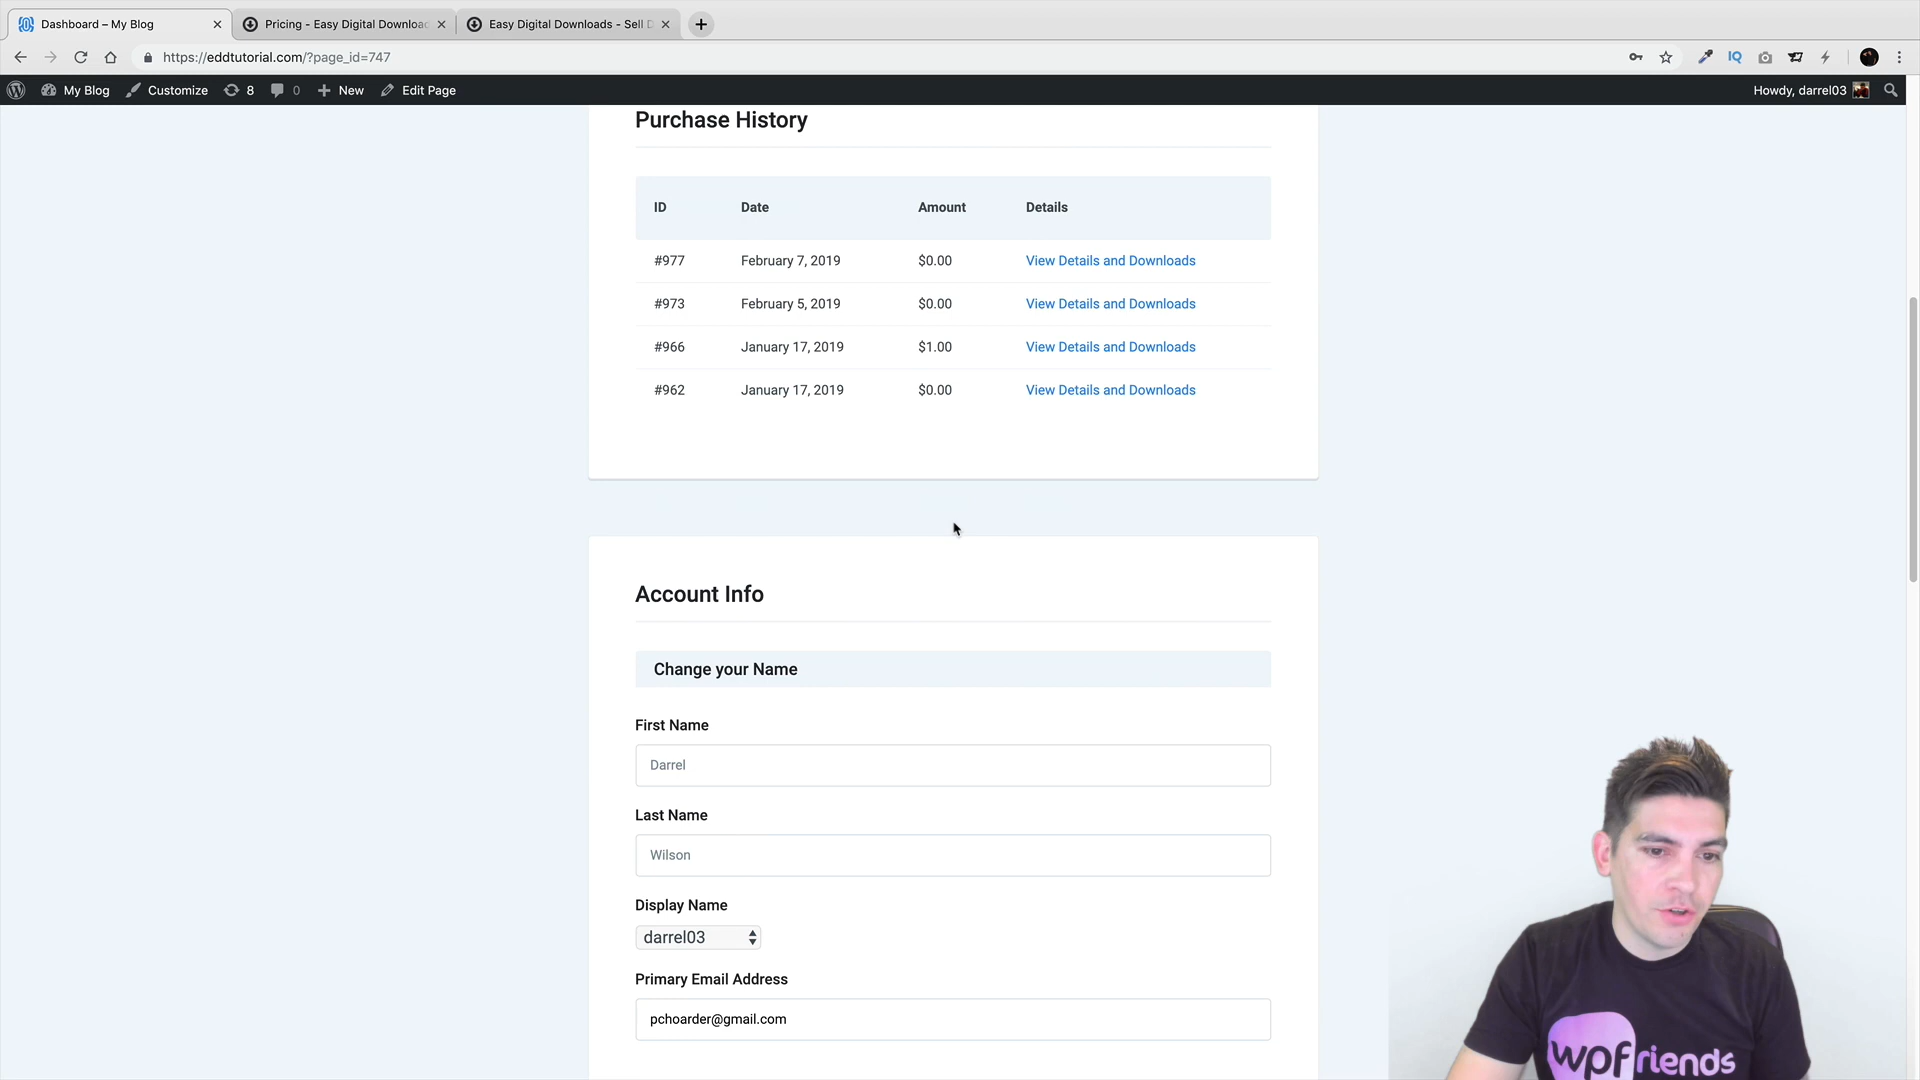 Dashboard – My Blog
Pricing - Easy Digital Downloa
Easy Digital Downloads - Sell D
https://eddtutorial.com/?page_id=747
IQ
My Blog
Customize
8
0
New
Edit Page
Howdy, darrel03
Purchase History
ID Date Amount Details
#977 February 7, 2019 $0.00 View Details and Downloads
#973 February 5, 2019 $0.00 View Details and Downloads
#966 January 17, 2019 $1.00 View Details and Downloads
#962 January 17, 2019 $0.00 View Details and Downloads
Account Info
Change your Name
First Name
Darrel
Last Name
Wilson
Display Name
darrel03
Primary Email Address
pchoarder@gmail.com
wpfriends